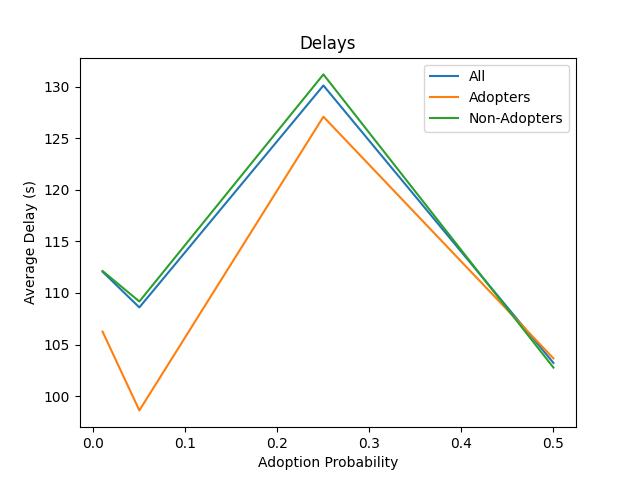 Delays
All
Adopters
Non-Adopters
130
125
120
115
110
105
100
Average Delay (s)
0.0 0.1 0.2 0.3 0.4 0.5
Adoption Probability